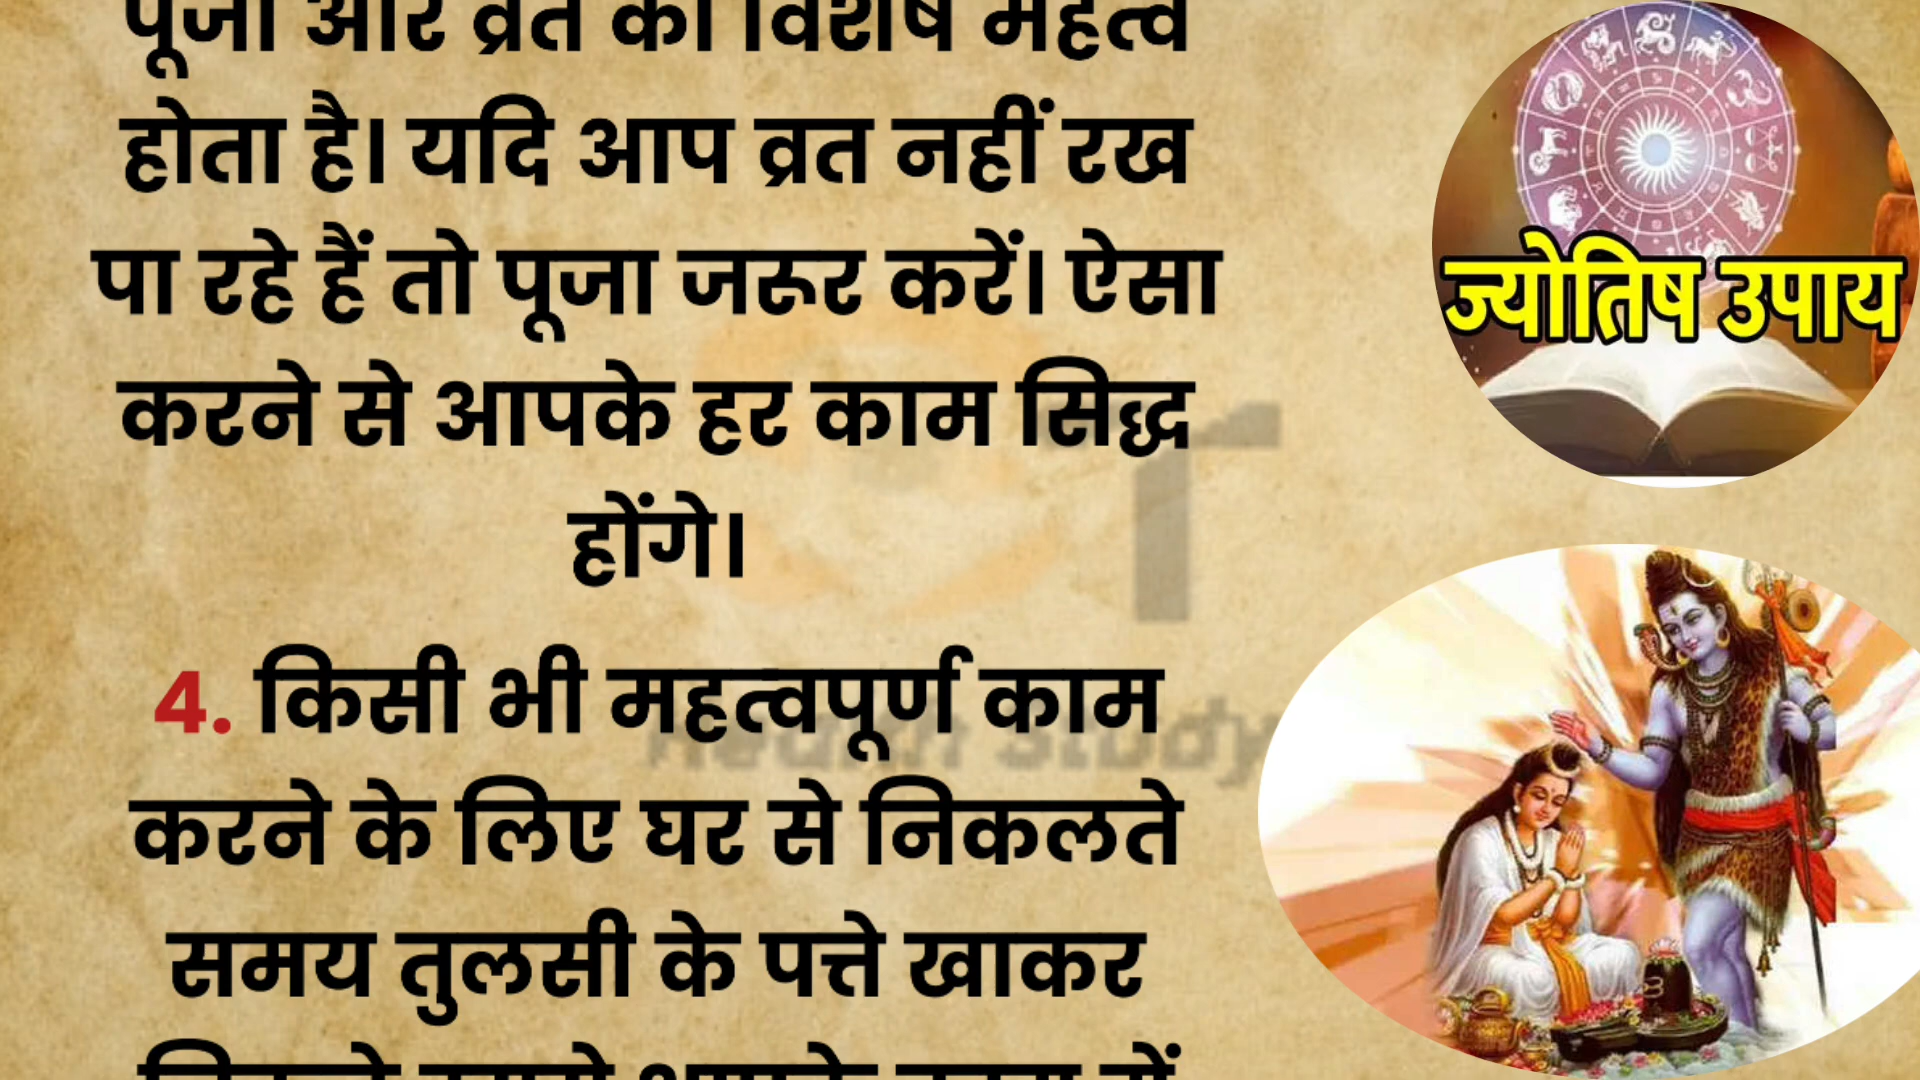 पूजा और व्रत का विशेष महत्व
होता है। यदि आप व्रत नहीं रख
पा रहे हैं तो पूजा जरूर करें। ऐसा
करने से आपके हर काम सिद्ध
होंगे।
4. किसी भी महत्वपूर्ण काम
करने के लिए घर से निकलते
समय तुलसी के पत्ते खाकर
ज्योतिष उपाय